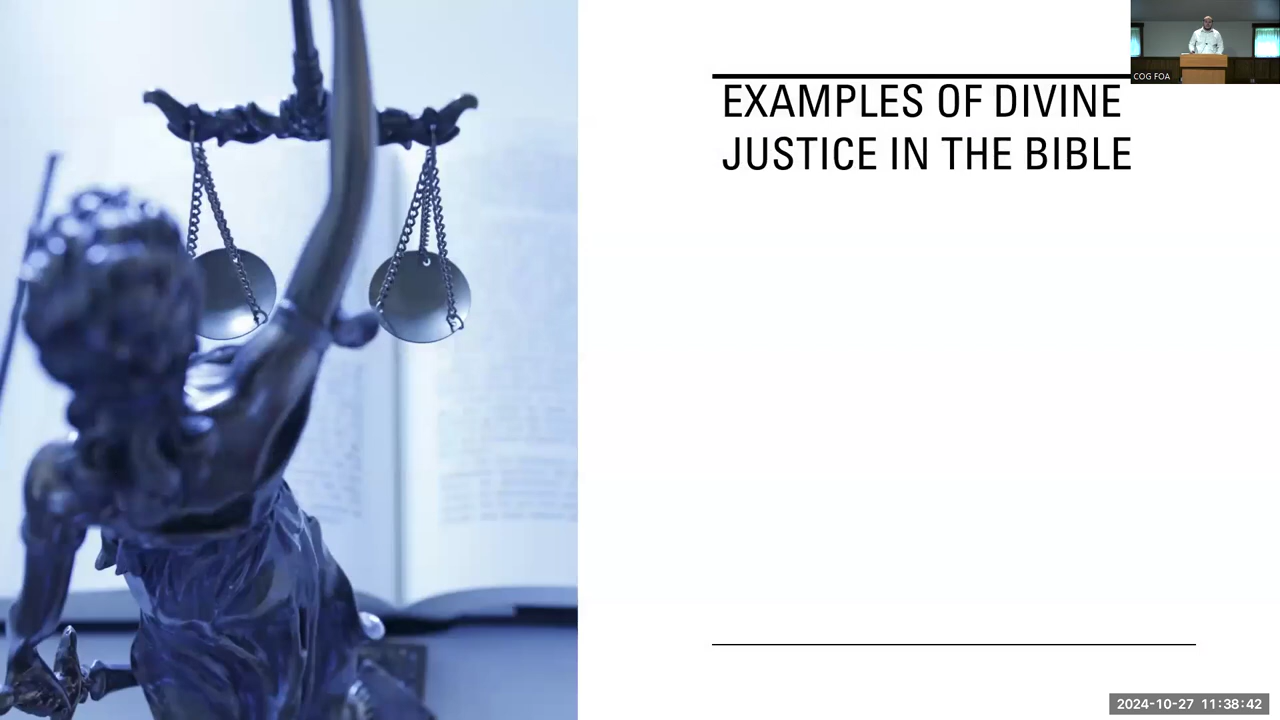 EXAMPLES OF DIVINE
JUSTICE IN THE BIBLE
COG FOA
2024-10-27 11:38:42